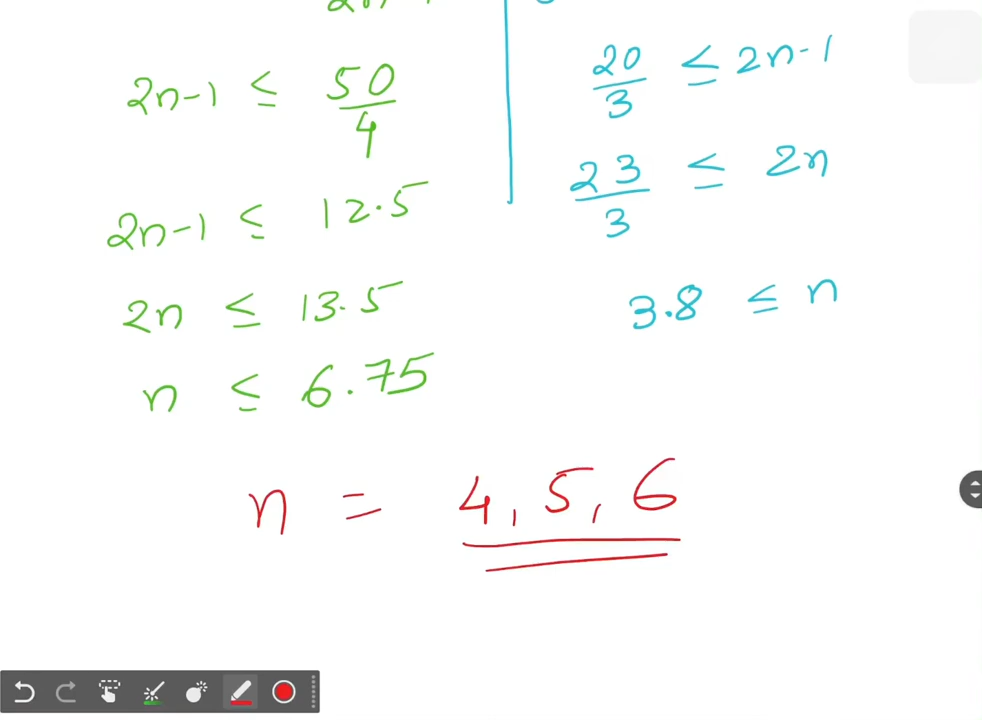 2n-1 ≤ 50/4
2n-1 ≤ 12.5
2n ≤ 13.5
n ≤ 6.75
20/3 ≤ 2n-1
23/3 ≤ 2n
3.8 ≤ n
n = 4, 5, 6